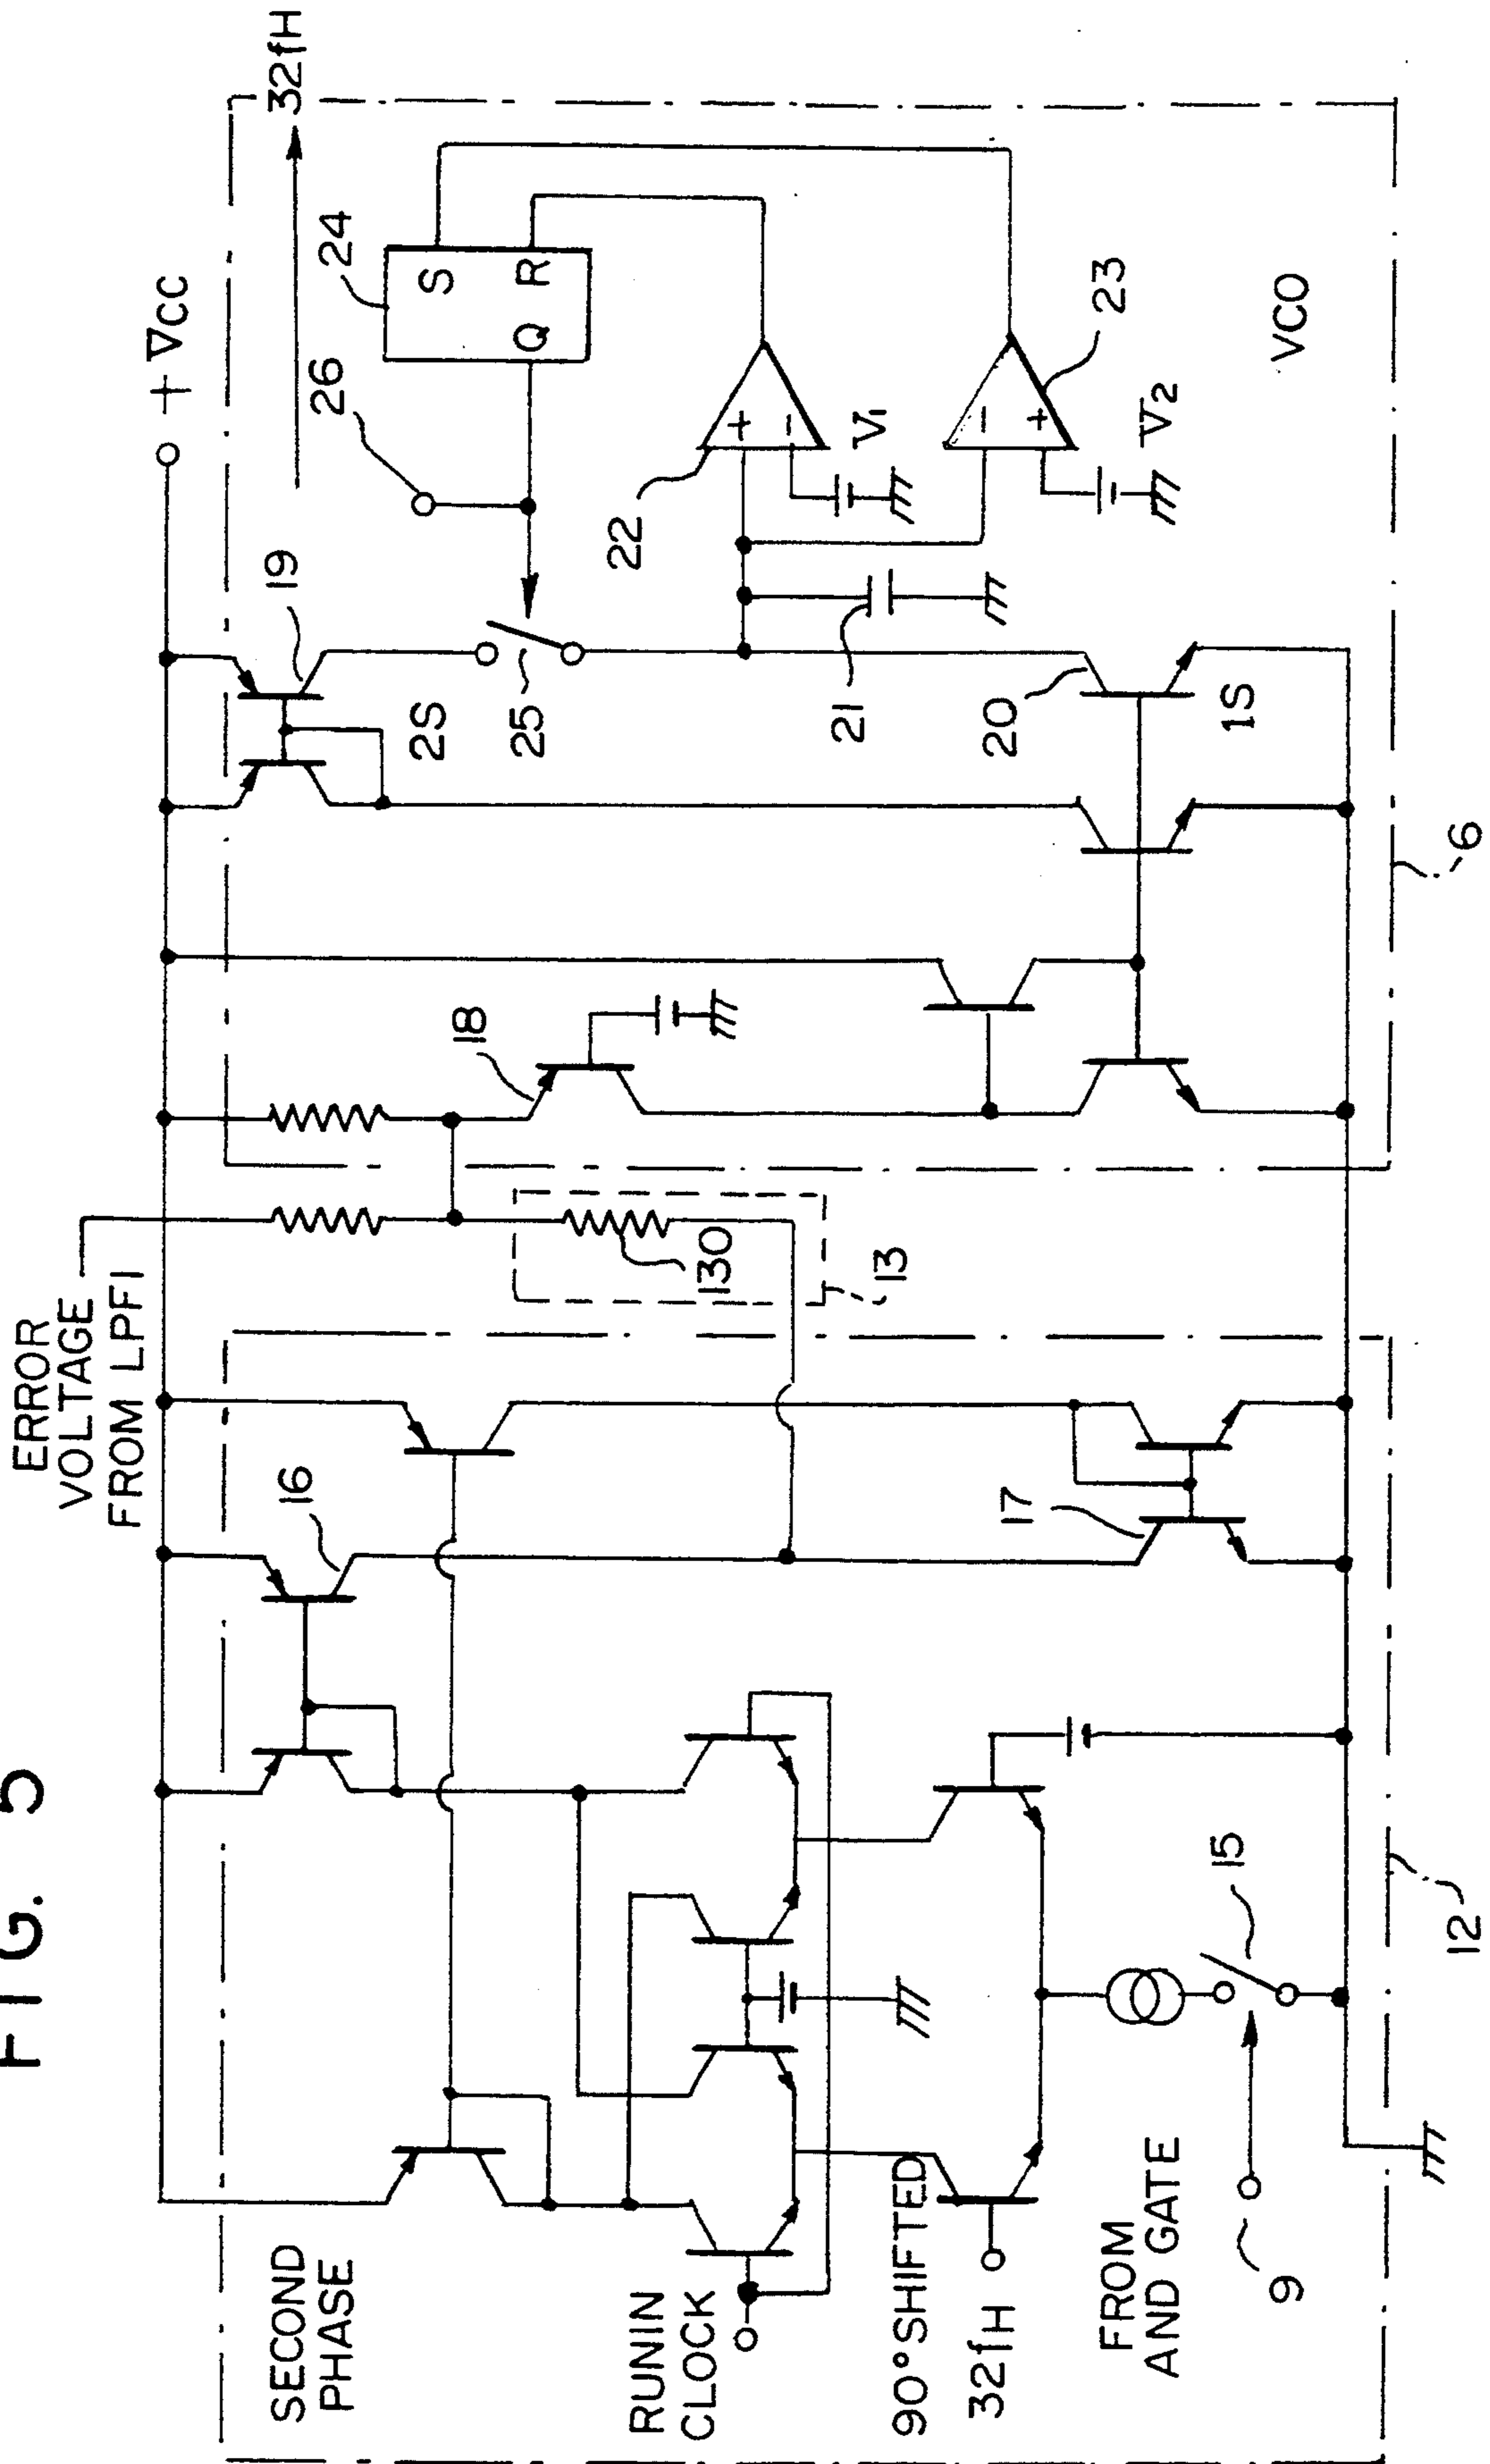 FIG. 5
ERROR
VOLTAGE
FROM LPF1
+ VCC
32fH
SECOND
PHASE
16
18
19
2S
25
26
24
S
Q R
RUNIN
CLOCK
130
13
21
22
+
−
V1
90° SHIFTED
32fH
17
20
1S
−
+
23
V2
FROM
AND GATE
9
15
VCO
12
6